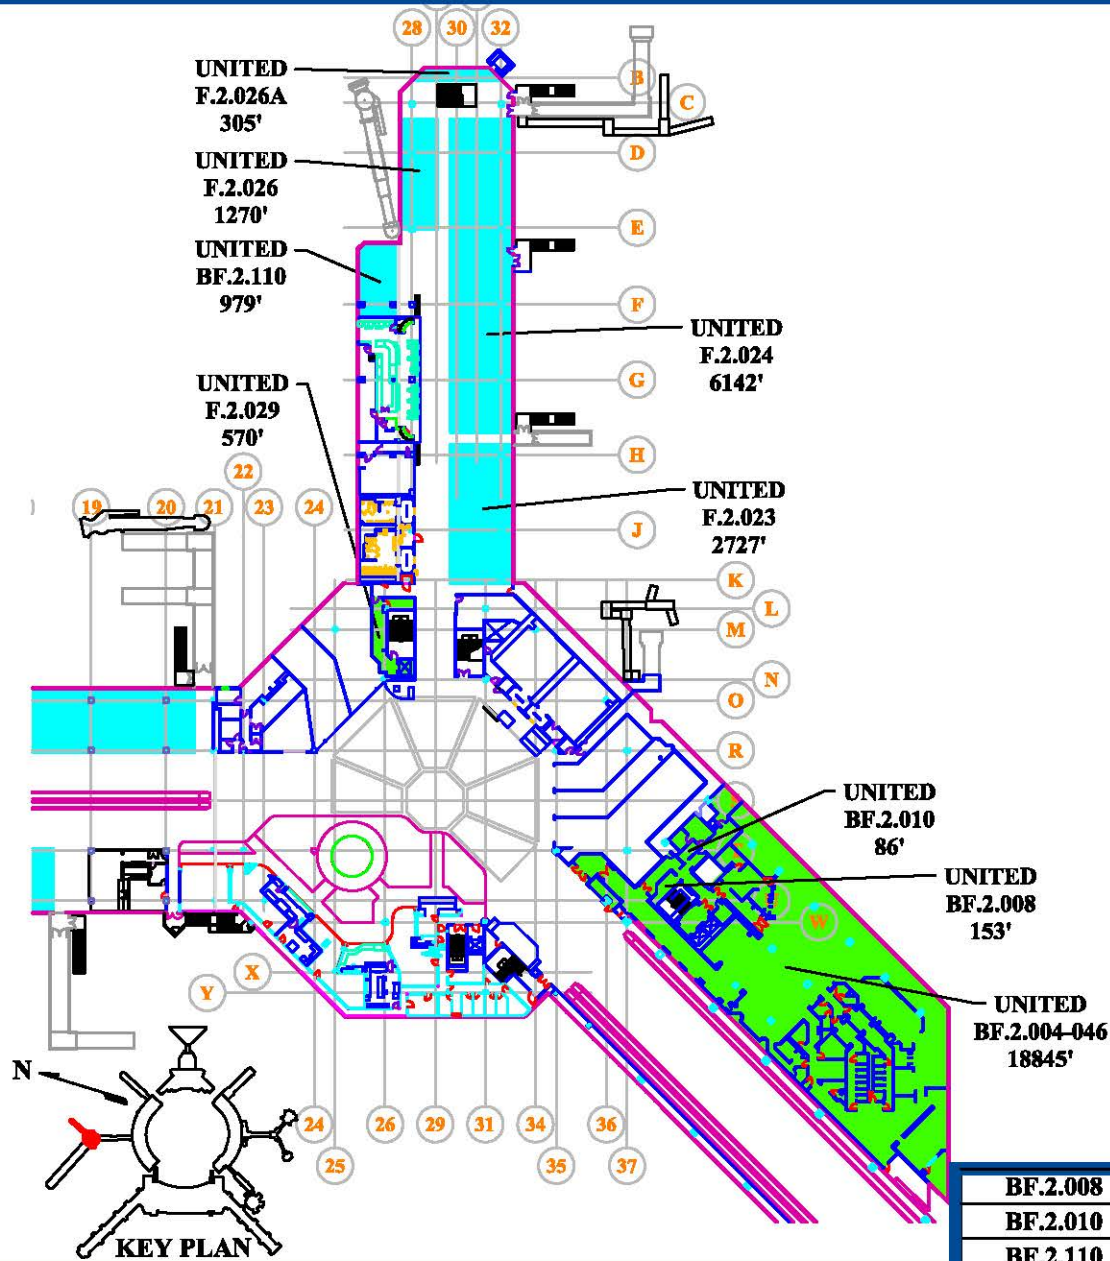 28
30
32
UNITED
F.2.026A
305'
B
C
UNITED
F.2.026
1270'
D
E
UNITED
BF.2.110
979'
F
UNITED
F.2.024
6142'
G
UNITED
F.2.029
570'
H
22
19
20
21
23
24
UNITED
F.2.023
2727'
J
K
L
M
N
O
R
UNITED
BF.2.010
86'
UNITED
BF.2.008
153'
W
X
Y
UNITED
BF.2.004-046
18845'
N
24
26
29
31
34
36
25
35
37
KEY PLAN
BF.2.008
BF.2.010
BF.2.110